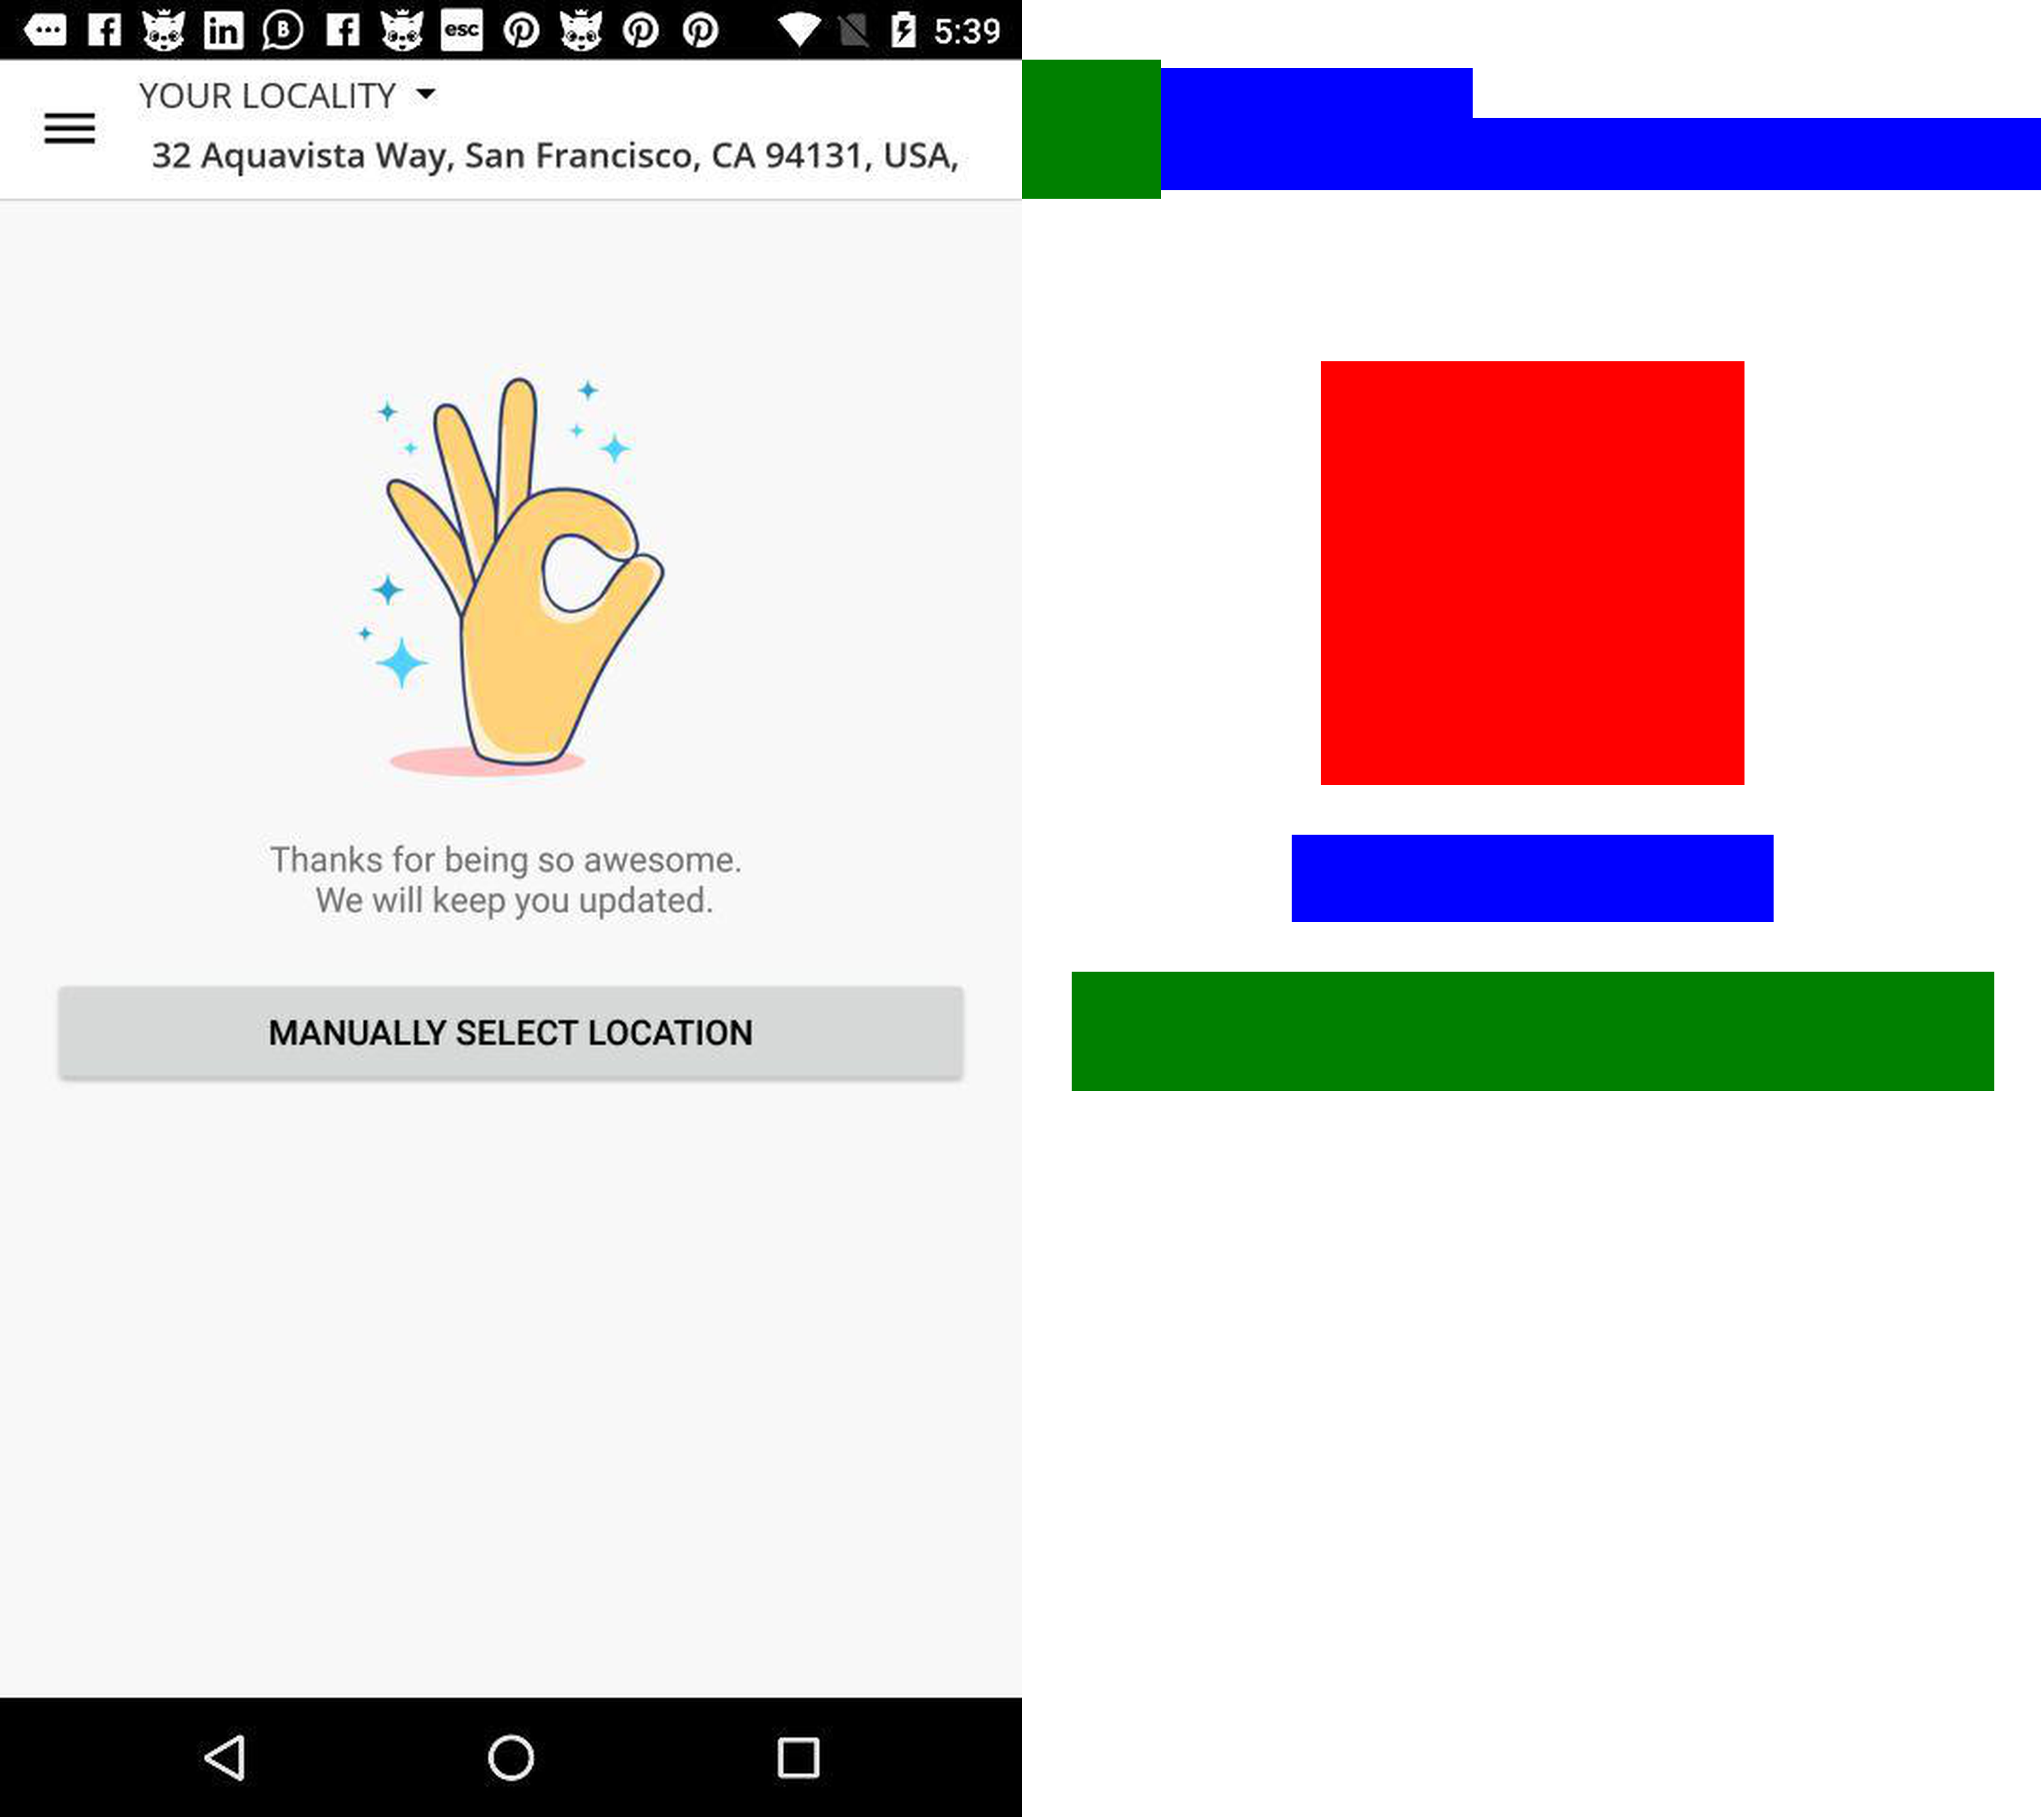 esc
5:39
YOUR LOCALITY
32 Aquavista Way, San Francisco, CA 94131, USA,
Thanks for being so awesome.
We will keep you updated.
MANUALLY SELECT LOCATION